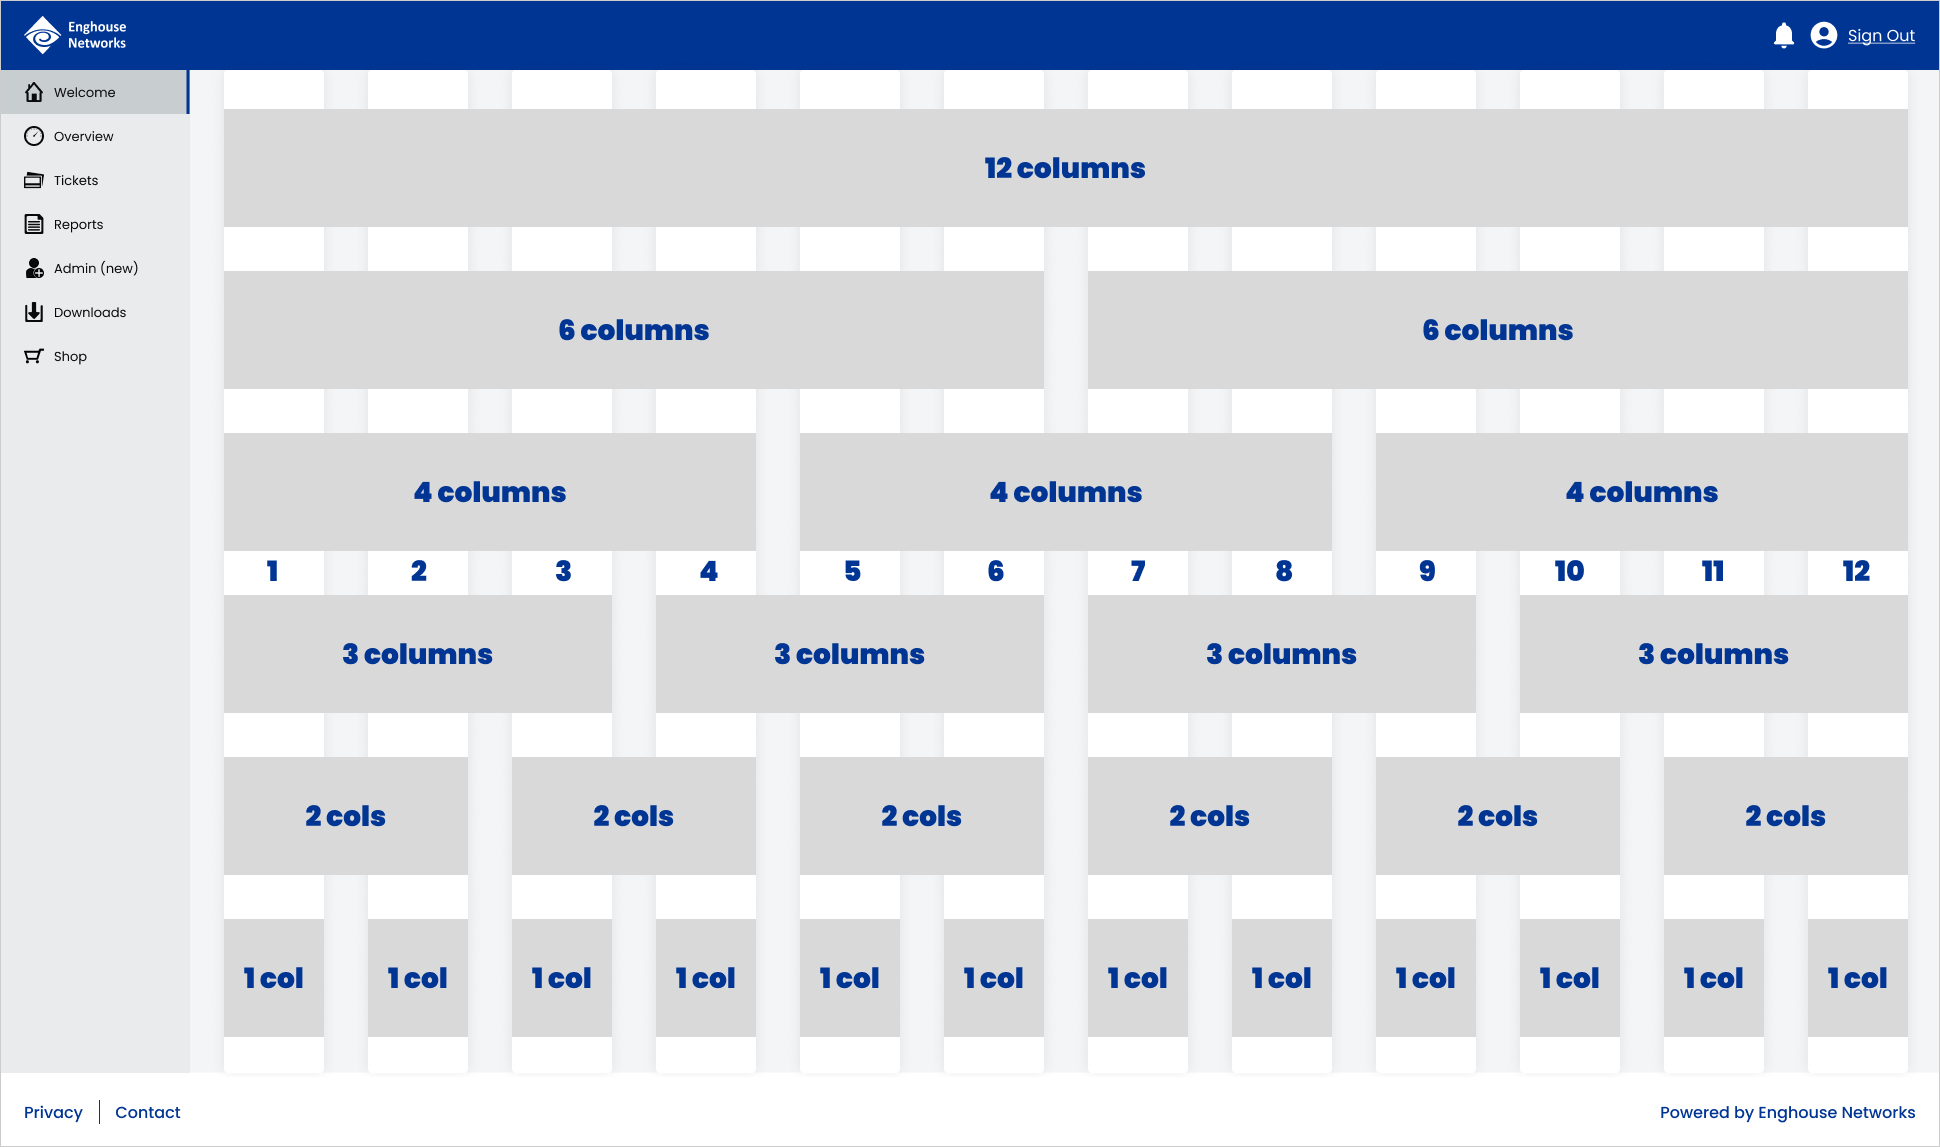 Enghouse
Networks
Sign Out
Welcome
Overview
Tickets
Reports
Admin (new)
Downloads
Shop
12 columns
6 columns 6 columns
4 columns 4 columns 4 columns
1 2 3 4 5 6 7 8 9 10 11 12
3 columns 3 columns 3 columns 3 columns
2 cols 2 cols 2 cols 2 cols 2 cols 2 cols
1 col 1 col 1 col 1 col 1 col 1 col 1 col 1 col 1 col 1 col 1 col 1 col
Privacy Contact Powered by Enghouse Networks